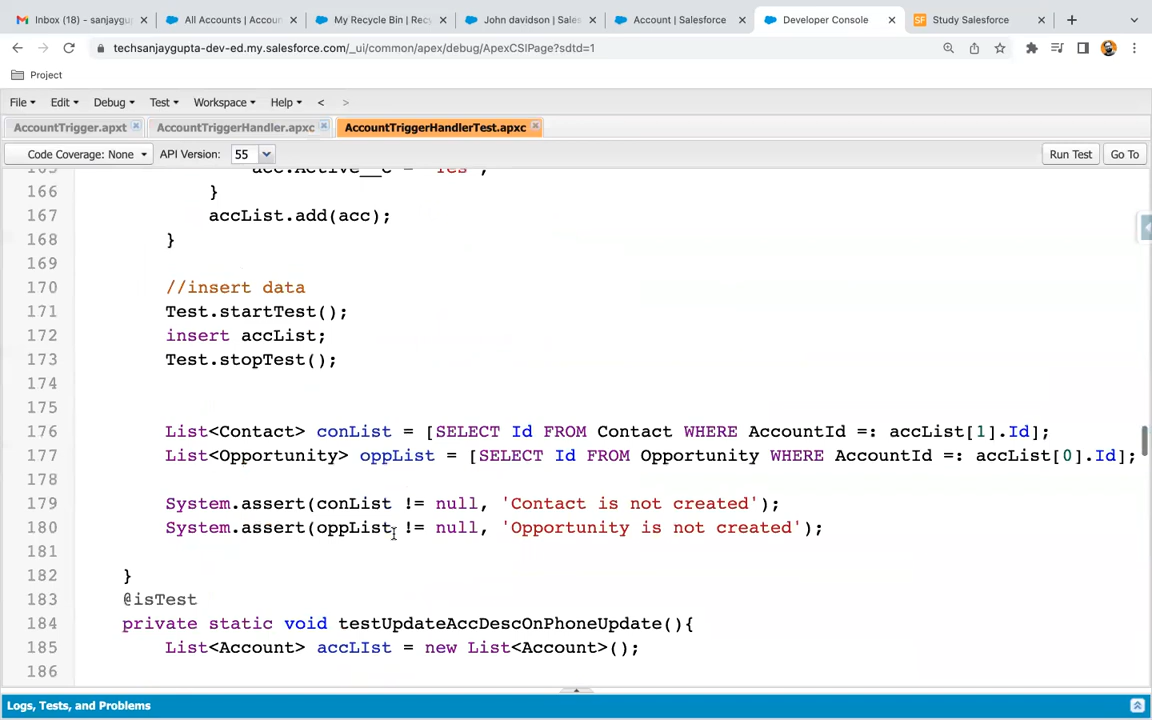 Inbox (2) - sanjaygu
All Accounts | Accoun
My Recycle Bin | Recy
John davidson | Sales
Account | Salesforce
Developer Console
Study Salesforce
techsanjaygupta-dev-ed.my.salesforce.com/_ui/common/apex/debug/ApexCSIPage?sdtd=1
Project
File Edit Debug Test Workspace Help < >
AccountTrigger.apxt AccountTriggerHandler.apxc AccountTriggerHandlerTest.apxc
Code Coverage: None API Version: 55 Run Test Go To
165 acc.Active__c = 'Yes';
166 }
167 accList.add(acc);
168 }
169
170 //insert data
171 Test.startTest();
172 insert accList;
173 Test.stopTest();
174
175
176 List<Contact> conList = [SELECT Id FROM Contact WHERE AccountId =: accList[1].Id];
177 List<Opportunity> oppList = [SELECT Id FROM Opportunity WHERE AccountId =: accList[0].Id];
178
179 System.assert(conList != null, 'Contact is not created');
180 System.assert(oppList != null, 'Opportunity is not created');
181
182 }
183 @isTest
184 private static void testUpdateAccDescOnPhoneUpdate(){
185 List<Account> accLIst = new List<Account>();
186
Logs, Tests, and Problems